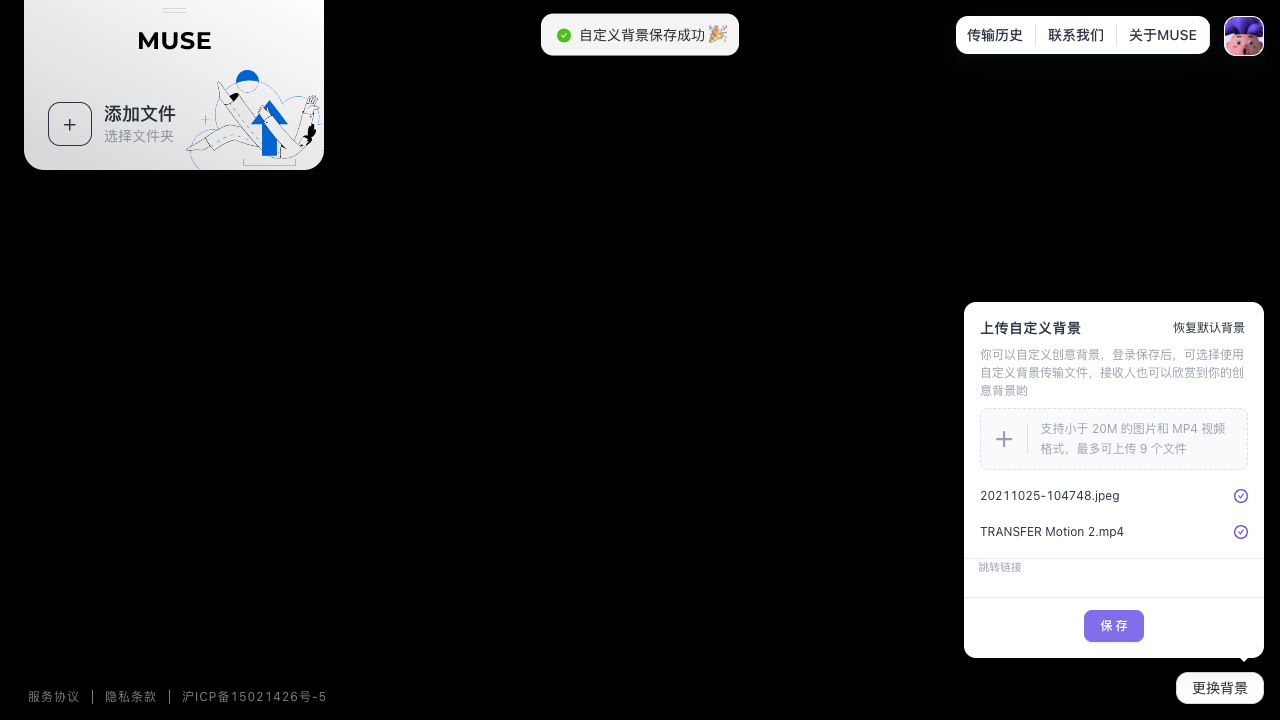 MUSE
添加文件
选择文件夹
自定义背景保存成功🎉
传输历史
联系我们
关于MUSE
上传自定义背景
恢复默认背景
你可以自定义创意背景，登录保存后，可选择使用
自定义背景传输文件，接收人也可以欣赏到你的创
意背景哟
支持小于 20M 的图片和 MP4 视频
格式，最多可上传 9 个文件
20211025-104748.jpeg
TRANSFER Motion 2.mp4
跳转链接
保 存
更换背景
服务协议 | 隐私条款 | 沪ICP备15021426号-5